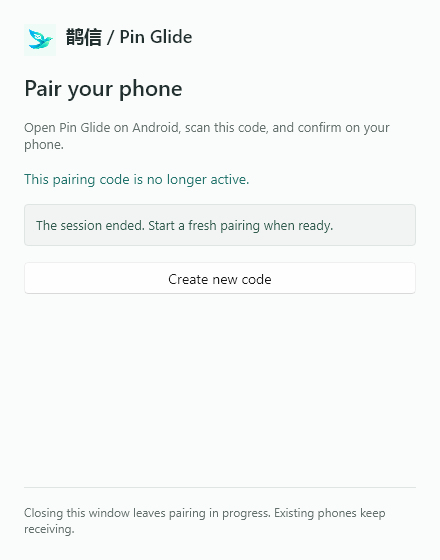 鹊信 / Pin Glide
Pair your phone
Open Pin Glide on Android, scan this code, and confirm on your
phone.
This pairing code is no longer active.
The session ended. Start a fresh pairing when ready.
Create new code
Closing this window leaves pairing in progress. Existing phones keep
receiving.